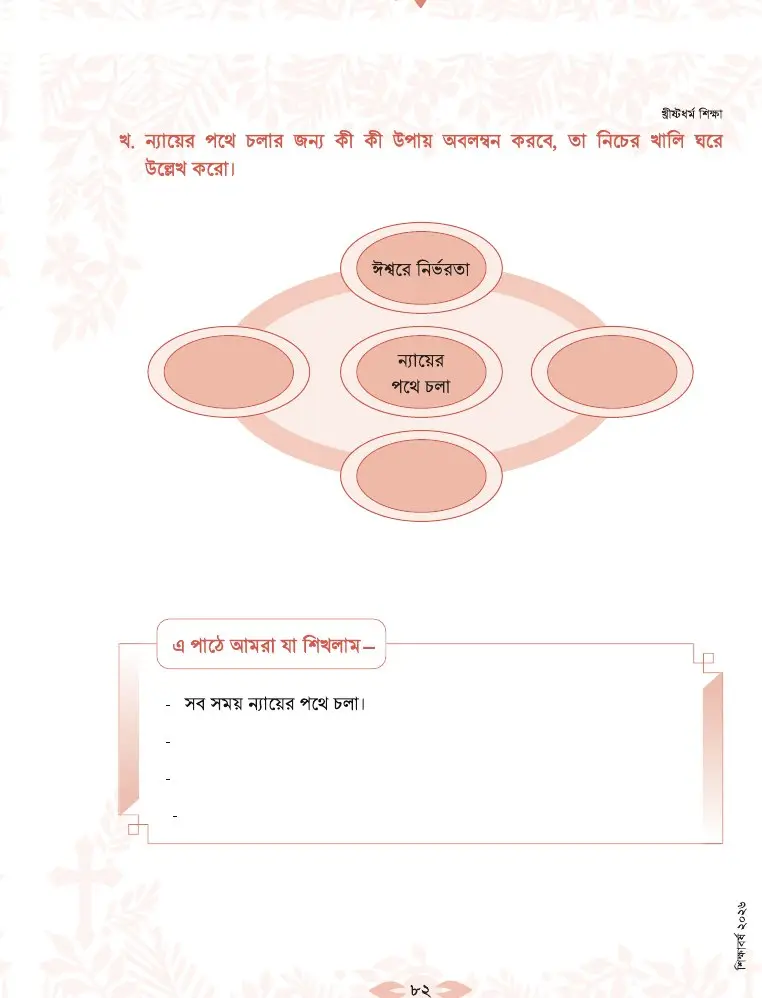 খ্রীষ্টধর্ম শিক্ষা
খ. ন্যায়ের পথে চলার জন্য কী কী উপায় অবলম্বন করবে, তা নিচের খালি ঘরে
উল্লেখ করো।
ঈশ্বরে নির্ভরতা
ন্যায়ের
পথে চলা
এ পাঠে আমরা যা শিখলাম–
- সব সময় ন্যায়ের পথে চলা।
-
-
-
শিক্ষাবর্ষ ২০২৬
৮২